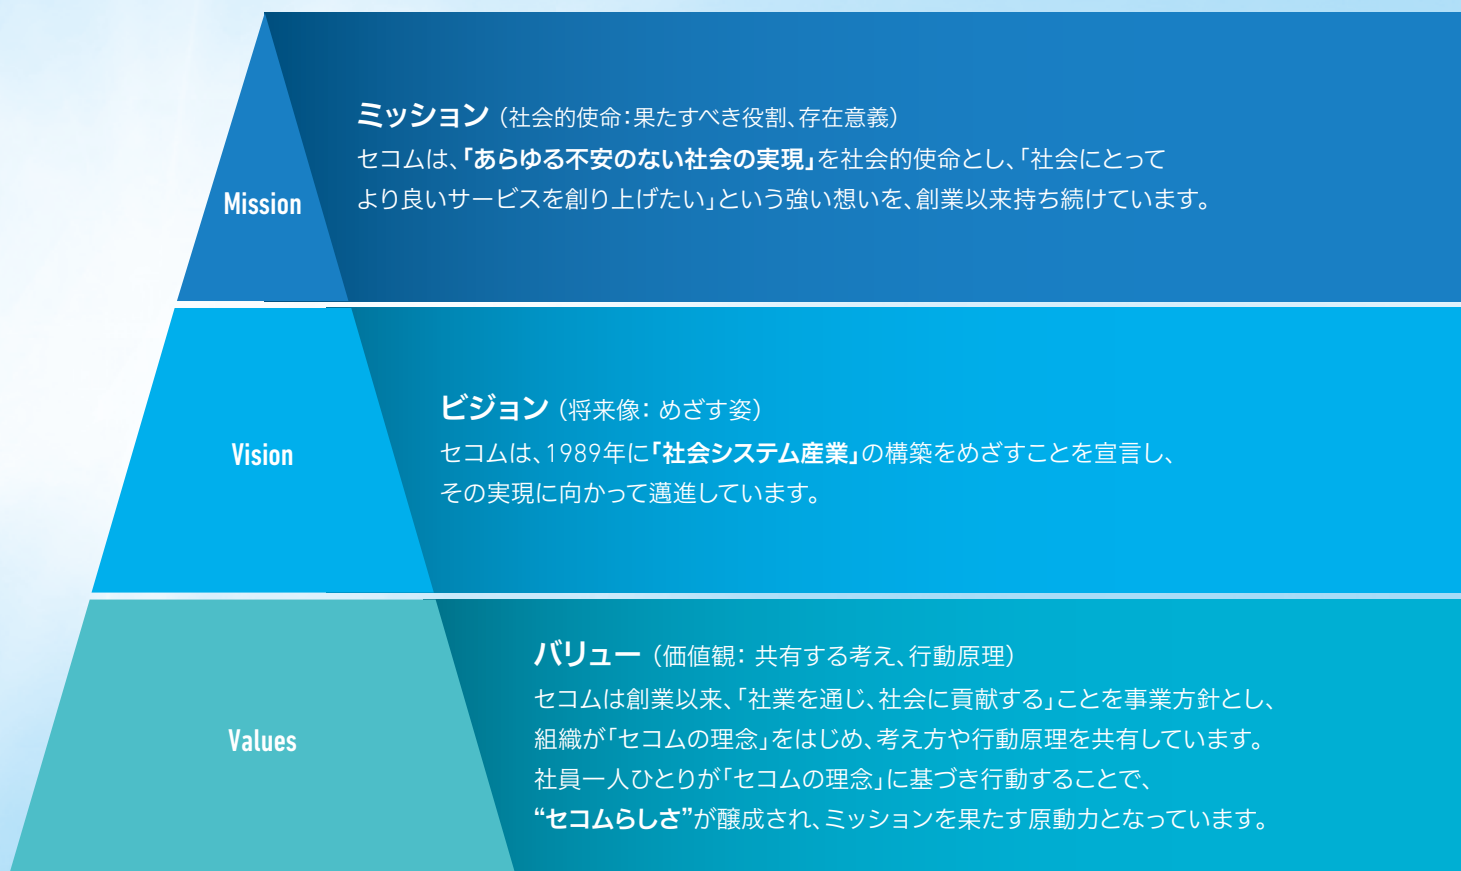 Mission
ミッション（社会的使命：果たすべき役割、存在意義）
セコムは、「あらゆる不安のない社会の実現」を社会的使命とし、「社会にとって
より良いサービスを創り上げたい」という強い想いを、創業以来持ち続けています。
Vision
ビジョン（将来像： めざす姿）
セコムは、1989年に「社会システム産業」の構築をめざすことを宣言し、
その実現に向かって邁進しています。
Values
バリュー（価値観： 共有する考え、行動原理）
セコムは創業以来、「社業を通じ、社会に貢献する」ことを事業方針とし、
組織が「セコムの理念」をはじめ、考え方や行動原理を共有しています。
社員一人ひとりが「セコムの理念」に基づき行動することで、
“セコムらしさ”が醸成され、ミッションを果たす原動力となっています。